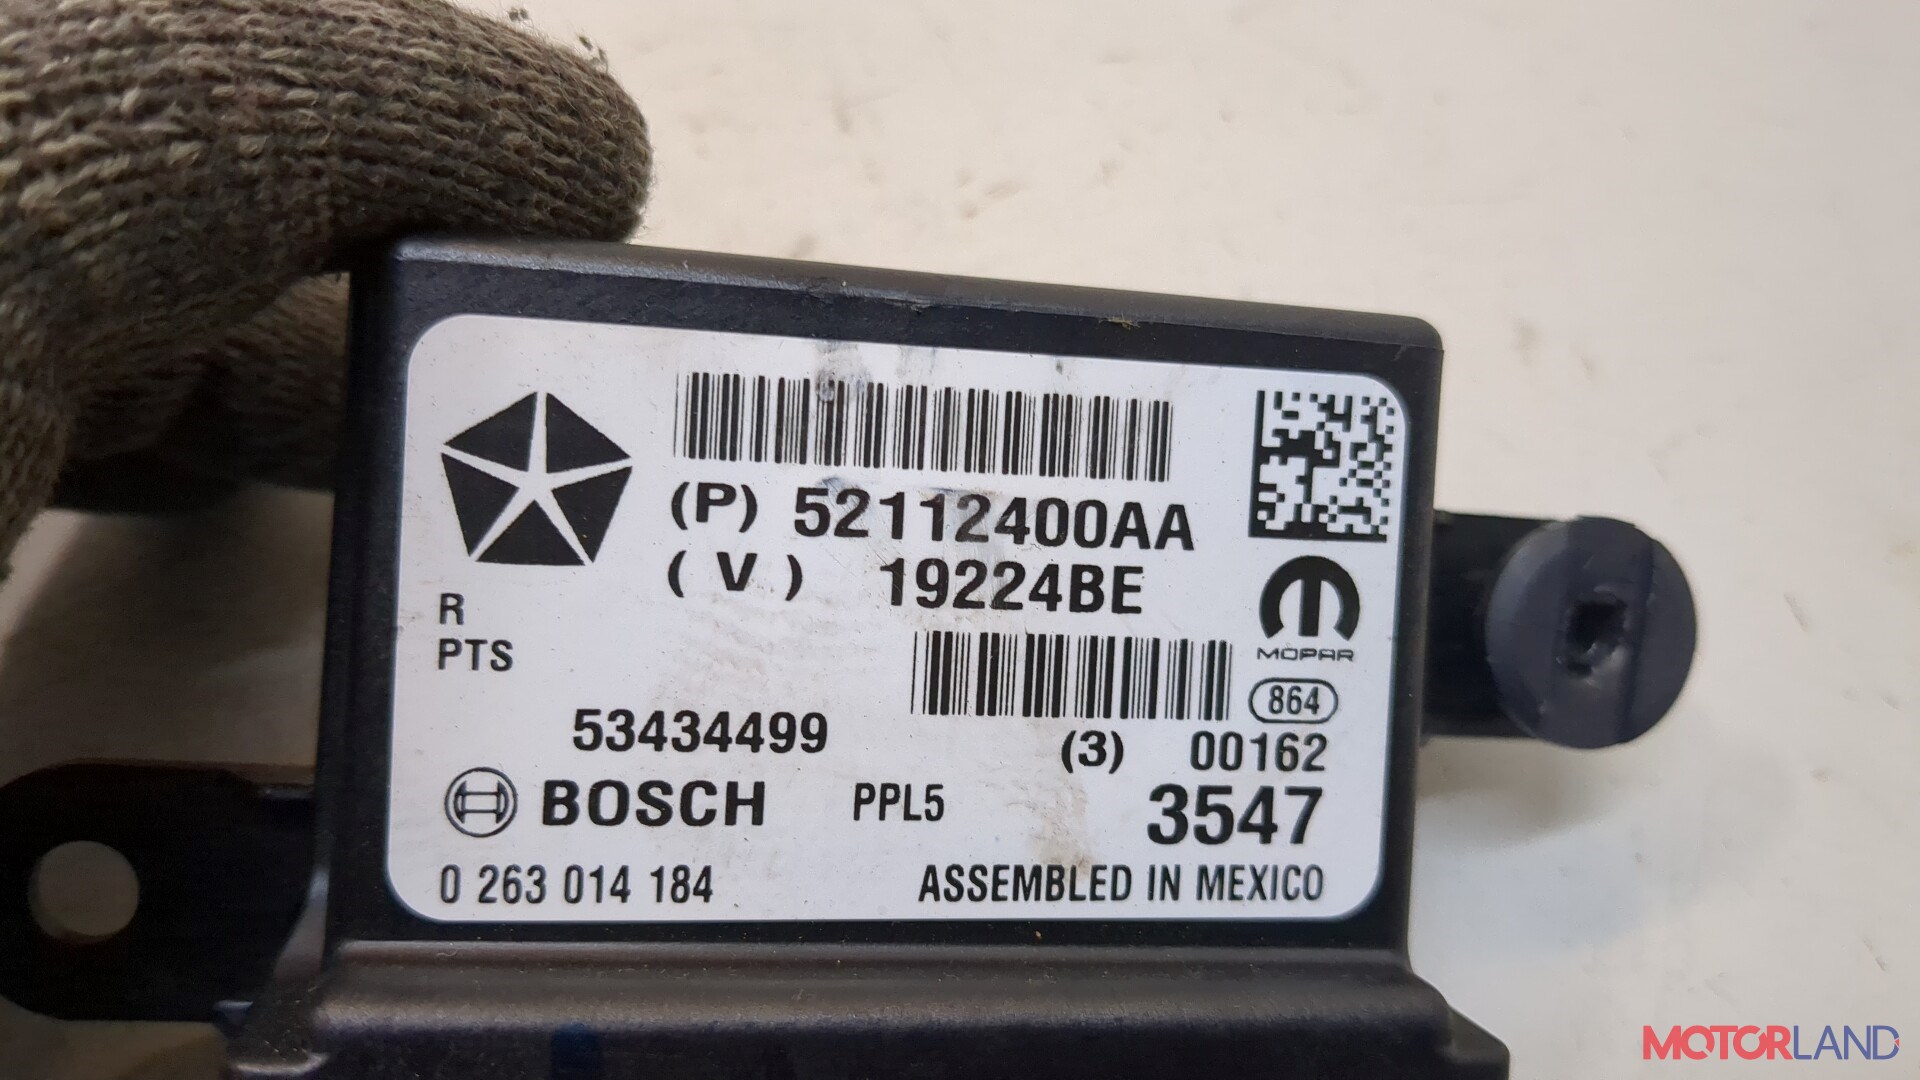 (P) 52112400AA
(V) 19224BE
R
PTS
MOPAR
864
53434499
(3) 00162
BOSCH PPL5 3547
0 263 014 184 ASSEMBLED IN MEXICO
MOTORLAND